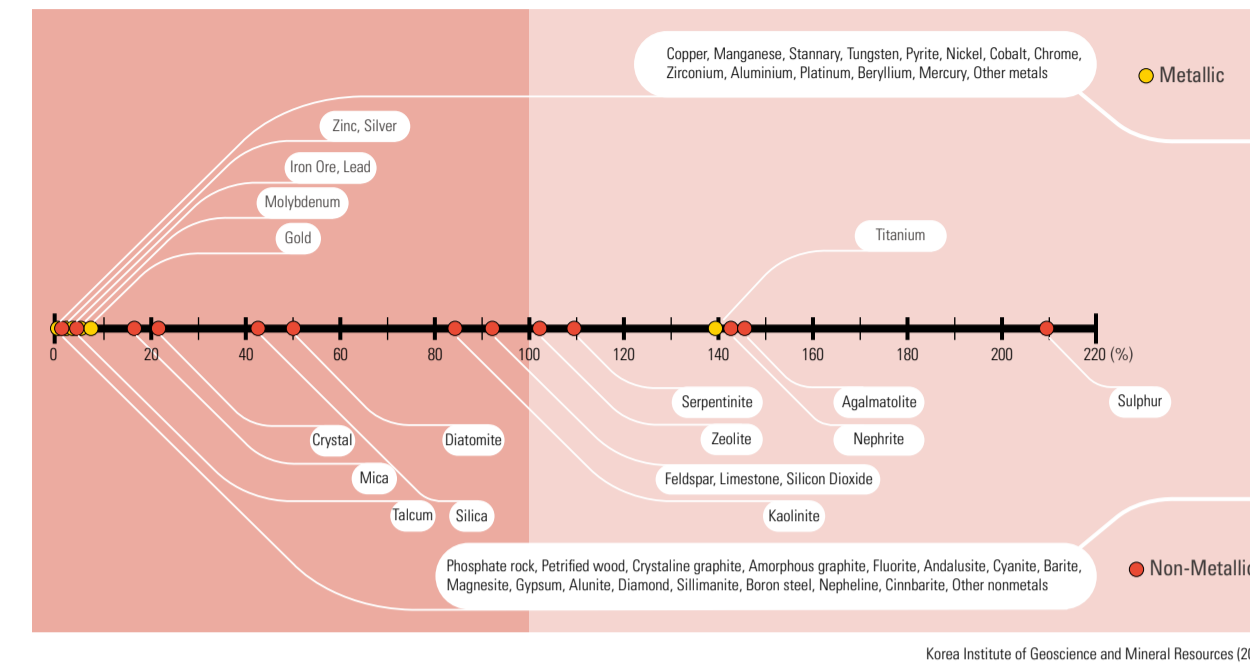 Copper, Manganese, Stannary, Tungsten, Pyrite, Nickel, Cobalt, Chrome,
Zirconium, Aluminium, Platinum, Beryllium, Mercury, Other metals
Metallic
Zinc, Silver
Iron Ore, Lead
Molybdenum
Gold
Titanium
0 20 40 60 80 100 120 140 160 180 200 220 (%)
Serpentinite
Agalmatolite
Sulphur
Crystal
Diatomite
Zeolite
Nephrite
Mica
Feldspar, Limestone, Silicon Dioxide
Talcum
Silica
Kaolinite
Phosphate rock, Petrified wood, Crystaline graphite, Amorphous graphite, Fluorite, Andalusite, Cyanite, Barite,
Magnesite, Gypsum, Alunite, Diamond, Sillimanite, Boron steel, Nepheline, Cinnbarite, Other nonmetals
Non-Metallic
Korea Institute of Geoscience and Mineral Resources